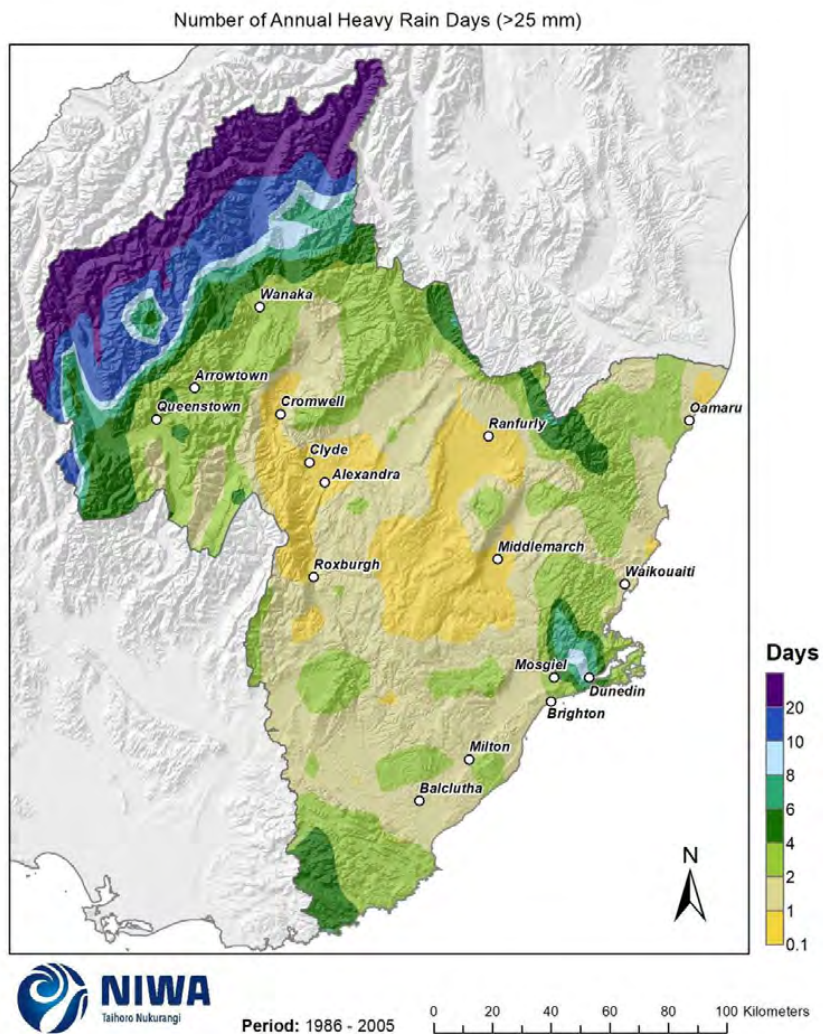 Number of Annual Heavy Rain Days (>25 mm)
Wanaka
Arrowtown
Queenstown
Cromwell
Ranfurly
Oamaru
Clyde
Alexandra
Middlemarch
Roxburgh
Waikouaiti
Mosgiel
Dunedin
Brighton
Milton
Balclutha
Days
20
10
8
6
4
2
1
0.1
N
NIWA
Taihoro Nukurangi
Period: 1986 - 2005
0 20 40 60 80 100 Kilometers